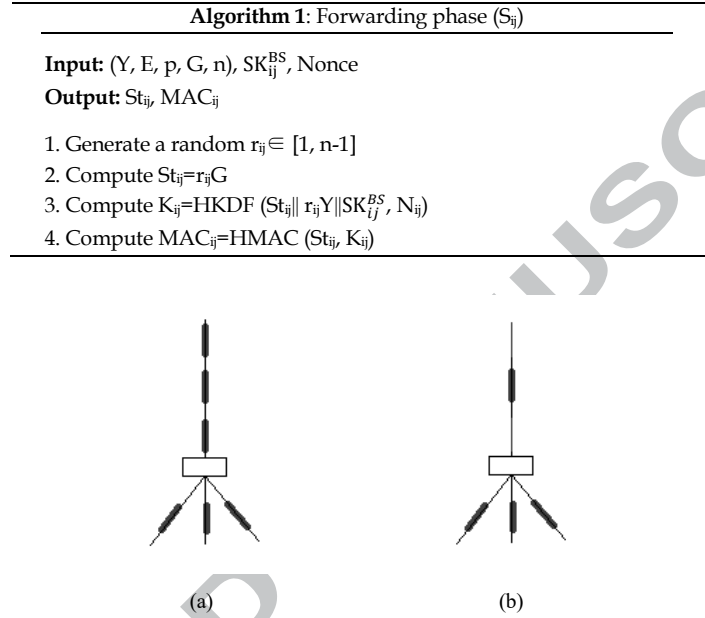 Algorithm 1: Forwarding phase (Sᵢⱼ)
Input: (Y, E, p, G, n), SKᵢⱼᴮˢ, Nonce
Output: Stᵢⱼ, MACᵢⱼ
1. Generate a random rᵢⱼ∈ [1, n-1]
2. Compute Stᵢⱼ=rᵢⱼG
3. Compute Kᵢⱼ=HKDF (Stᵢⱼ|| rᵢⱼY||SKᵢⱼᴮˢ, Nᵢⱼ)
4. Compute MACᵢⱼ=HMAC (Stᵢⱼ, Kᵢⱼ)
(a) (b)